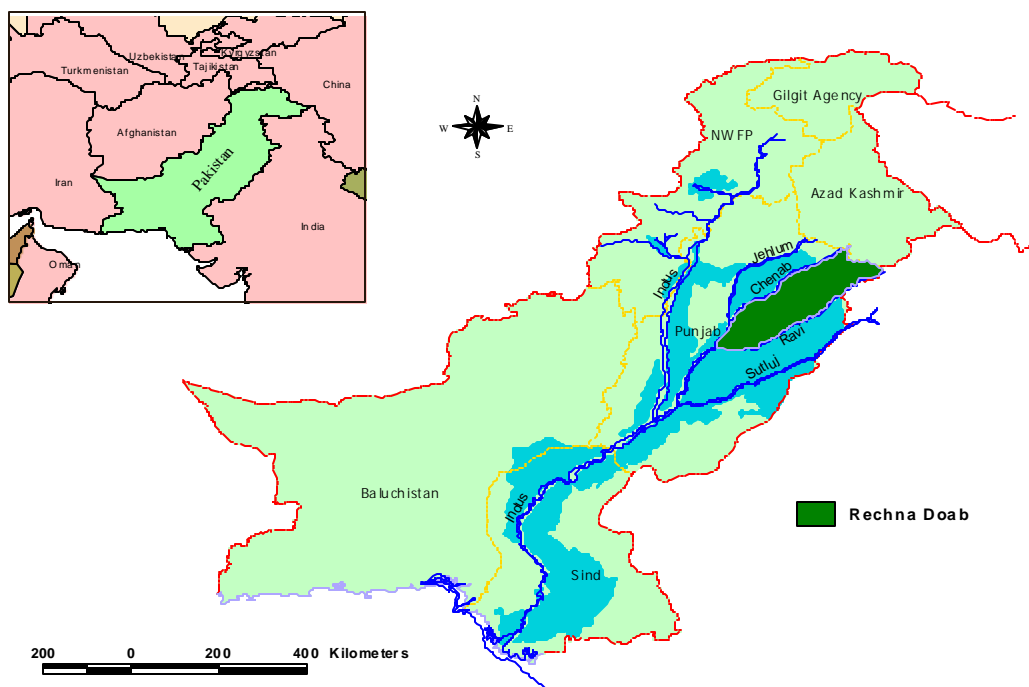 Uzbekistan
Kyrgyzstan
Turkmenistan
Tajikistan
China
Afghanistan
Pakistan
Iran
India
Oman
N
W
E
S
Gilgit Agency
NWFP
Azad Kashmir
Jehlum
Indus
Chenab
Punjab
Ravi
Sutluj
Baluchistan
Indus
Sind
Rechna Doab
200 0 200 400 Kilometers